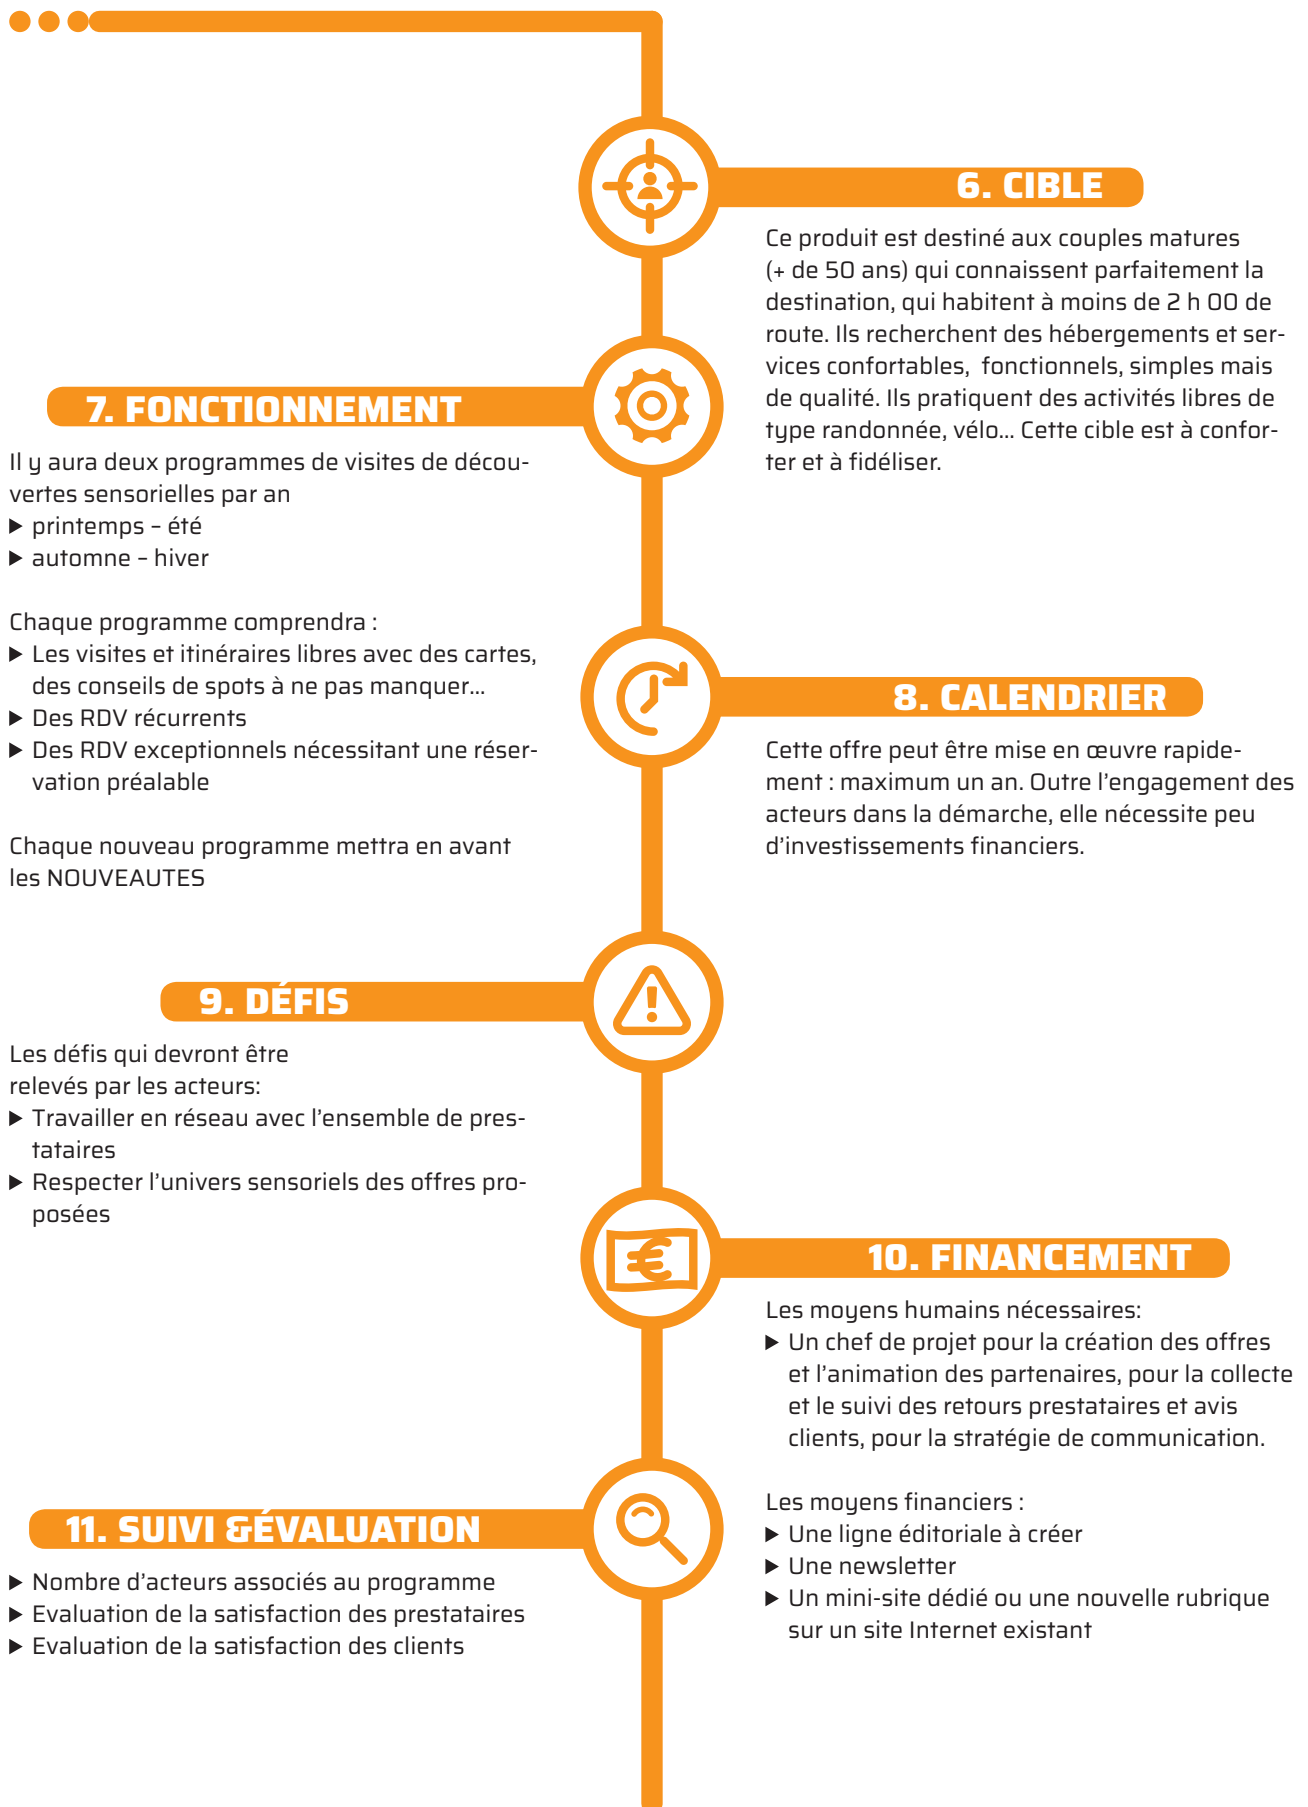 6. CIBLE
Ce produit est destiné aux couples matures
(+ de 50 ans) qui connaissent parfaitement la
destination, qui habitent à moins de 2 h 00 de
route. Ils recherchent des hébergements et ser-
vices confortables,  fonctionnels, simples mais
de qualité. Ils pratiquent des activités libres de
type randonnée, vélo... Cette cible est à confor-
ter et à fidéliser.
7. FONCTIONNEMENT
Il y aura deux programmes de visites de décou-
vertes sensorielles par an
▶ printemps – été
▶ automne – hiver
Chaque programme comprendra :
▶ Les visites et itinéraires libres avec des cartes,
des conseils de spots à ne pas manquer...
▶ Des RDV récurrents
▶ Des RDV exceptionnels nécessitant une réser-
vation préalable
Chaque nouveau programme mettra en avant
les NOUVEAUTES
8. CALENDRIER
Cette offre peut être mise en œuvre rapide-
ment : maximum un an. Outre l’engagement des
acteurs dans la démarche, elle nécessite peu
d’investissements financiers.
9. DÉFIS
Les défis qui devront être
relevés par les acteurs:
▶ Travailler en réseau avec l’ensemble de pres-
tataires
▶ Respecter l’univers sensoriels des offres pro-
posées
10. FINANCEMENT
Les moyens humains nécessaires:
▶ Un chef de projet pour la création des offres
et l’animation des partenaires, pour la collecte
et le suivi des retours prestataires et avis
clients, pour la stratégie de communication.
Les moyens financiers :
▶ Une ligne éditoriale à créer
▶ Une newsletter
▶ Un mini-site dédié ou une nouvelle rubrique
sur un site Internet existant
11. SUIVI &ÉVALUATION
▶ Nombre d’acteurs associés au programme
▶ Evaluation de la satisfaction des prestataires
▶ Evaluation de la satisfaction des clients